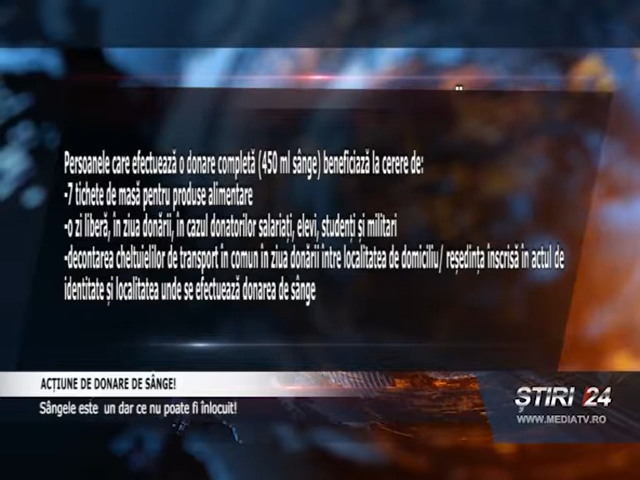 Persoanele care efectuează o donare completă (450 ml sânge) beneficiază la cerere de:
-7 tichete de masă pentru produse alimentare
-o zi liberă, în ziua donării, în cazul donatorilor salariați, elevi, studenți și militari
-decontarea cheltuielilor de transport în comun în ziua donării între localitatea de domiciliu/ reședința înscrisă în actul de
identitate și localitatea unde se efectuează donarea de sânge
ACȚIUNE DE DONARE DE SÂNGE!
Sângele este un dar ce nu poate fi înlocuit!
ȘTIRI 24
WWW.MEDIATV.RO